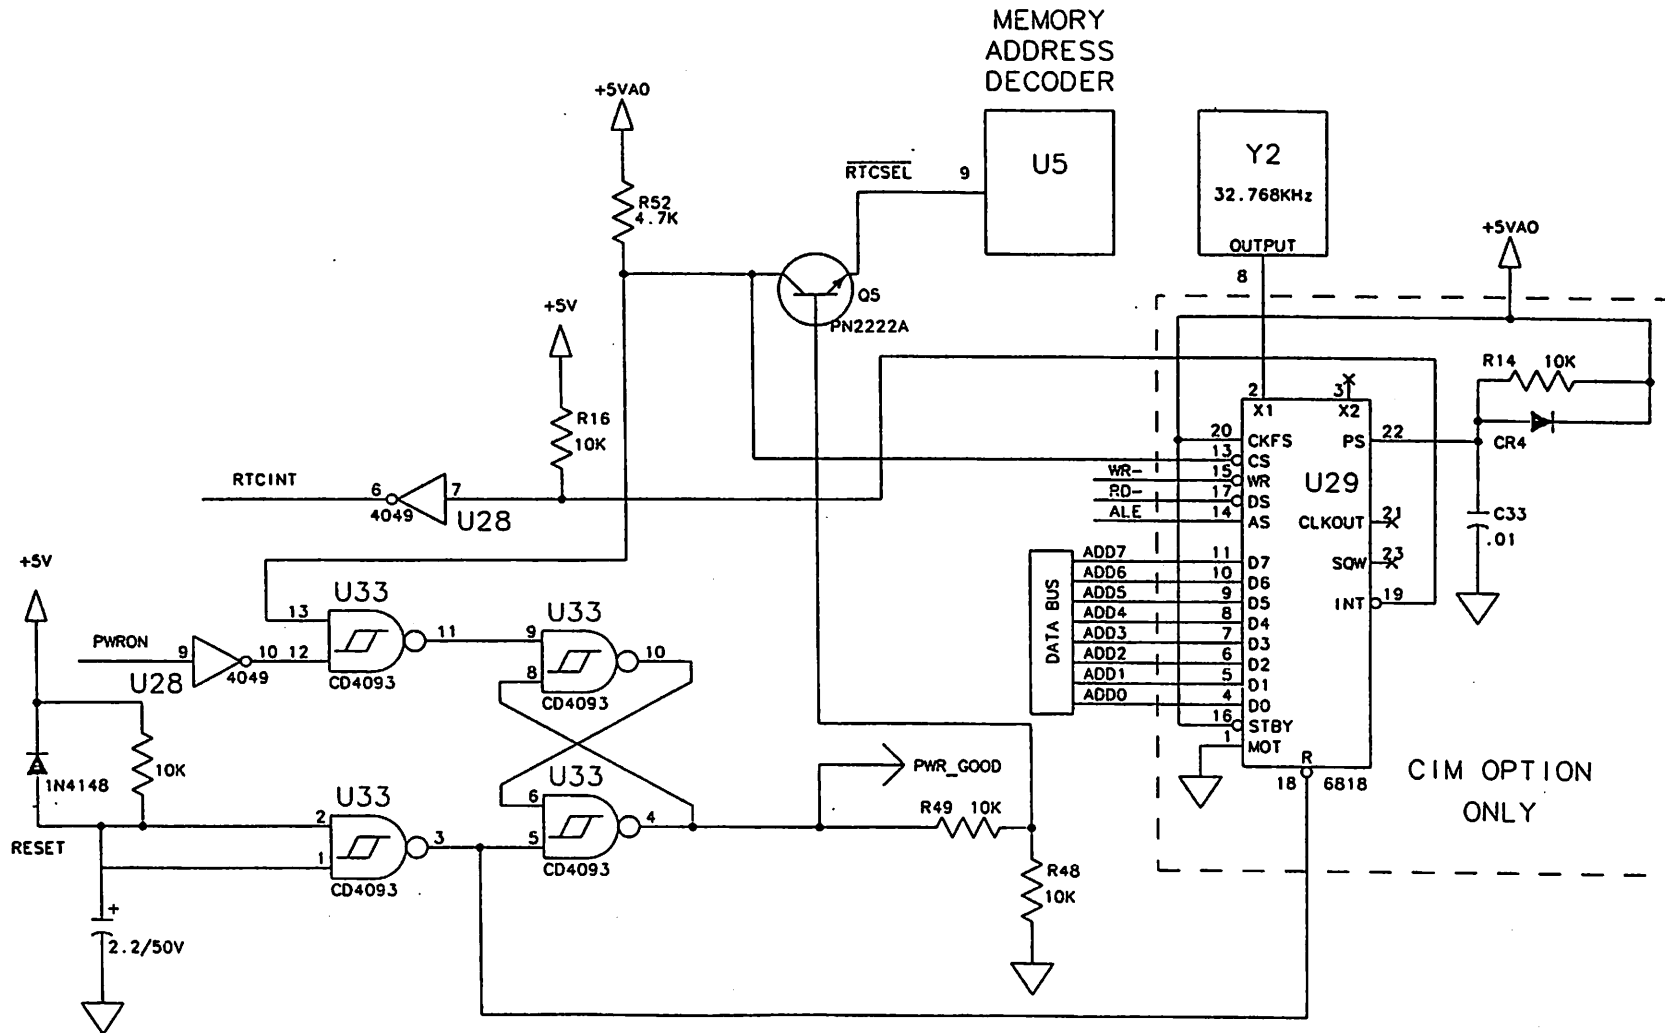 MEMORY
ADDRESS
DECODER
+5VAO
U5
Y2
32.768KHz
OUTPUT
RTCSEL
9
R52
4.7K
8
+5VAO
Q5
PN2222A
+5V
R16
10K
R14 10K
CR4
2
X1
3
X2
20 CKFS
13 CS
WR- 15 WR
RD- 17 DS
ALE 14 AS
PS 22
U29
CLKOUT 21
SQW 23
INT 19
C33
.01
RTCINT
6
7
4049
U28
+5V
DATA BUS
ADD7 11 D7
ADD6 10 D6
ADD5 9 D5
ADD4 8 D4
ADD3 7 D3
ADD2 6 D2
ADD1 5 D1
ADD0 4 D0
16 STBY
1 MOT
R
18
6818
CIM OPTION
ONLY
U33
13
12
11
CD4093
PWRON
9
10
U28
4049
U33
9
8
10
CD4093
10K
1N4148
RESET
U33
2
1
3
CD4093
U33
6
5
4
CD4093
PWR_GOOD
R49 10K
R48
10K
+
2.2/50V